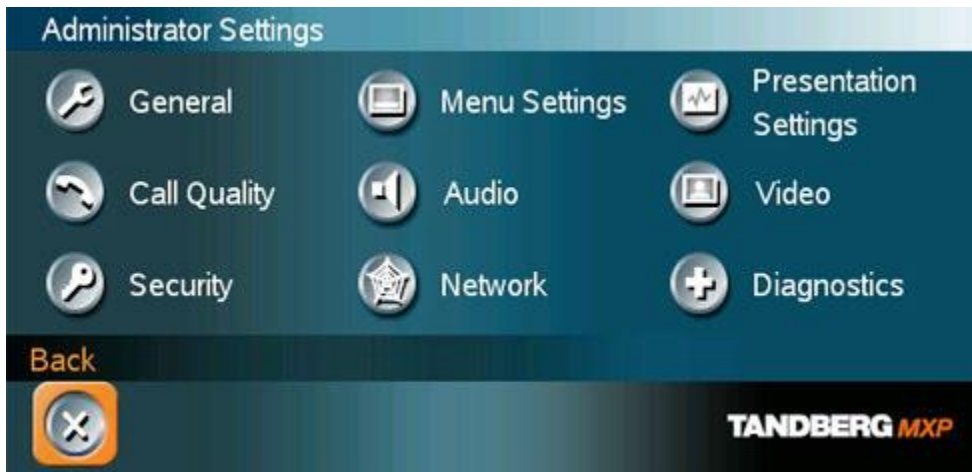 Administrator Settings
General
Menu Settings
Presentation
Settings
Call Quality
Audio
Video
Security
Network
Diagnostics
Back
TANDBERG MXP